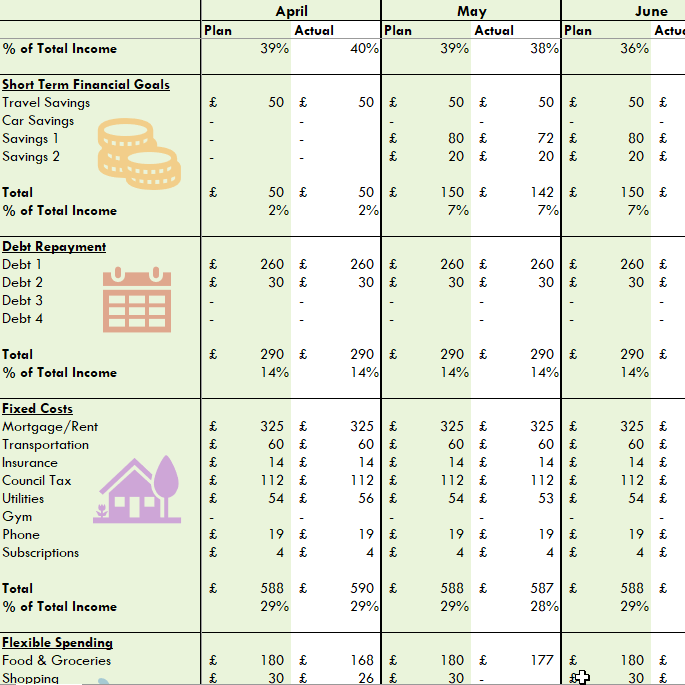 April May June
Plan Actual Plan Actual Plan
% of Total Income 39% 40% 39% 38% 36%
Short Term Financial Goals
Travel Savings £ 50 £ 50 £ 50 £ 50 £ 50 £
Car Savings - - - - - -
Savings 1 - - £ 80 £ 72 £ 80 £
Savings 2 - - £ 20 £ 20 £ 20 £
Total £ 50 £ 50 £ 150 £ 142 £ 150 £
% of Total Income 2% 2% 7% 7% 7%
Debt Repayment
Debt 1 £ 260 £ 260 £ 260 £ 260 £ 260 £
Debt 2 £ 30 £ 30 £ 30 £ 30 £ 30 £
Debt 3 - - - - - -
Debt 4 - - - - - -
Total £ 290 £ 290 £ 290 £ 290 £ 290 £
% of Total Income 14% 14% 14% 14% 14%
Fixed Costs
Mortgage/Rent £ 325 £ 325 £ 325 £ 325 £ 325 £
Transportation £ 60 £ 60 £ 60 £ 60 £ 60 £
Insurance £ 14 £ 14 £ 14 £ 14 £ 14 £
Council Tax £ 112 £ 112 £ 112 £ 112 £ 112 £
Utilities £ 54 £ 56 £ 54 £ 53 £ 54 £
Gym - - - - - -
Phone £ 19 £ 19 £ 19 £ 19 £ 19 £
Subscriptions £ 4 £ 4 £ 4 £ 4 £ 4 £
Total £ 588 £ 590 £ 588 £ 587 £ 588 £
% of Total Income 29% 29% 29% 28% 29%
Flexible Spending
Food & Groceries £ 180 £ 168 £ 180 £ 177 £ 180 £
Shopping £ 30 £ 26 £ 30 - £ 30 £